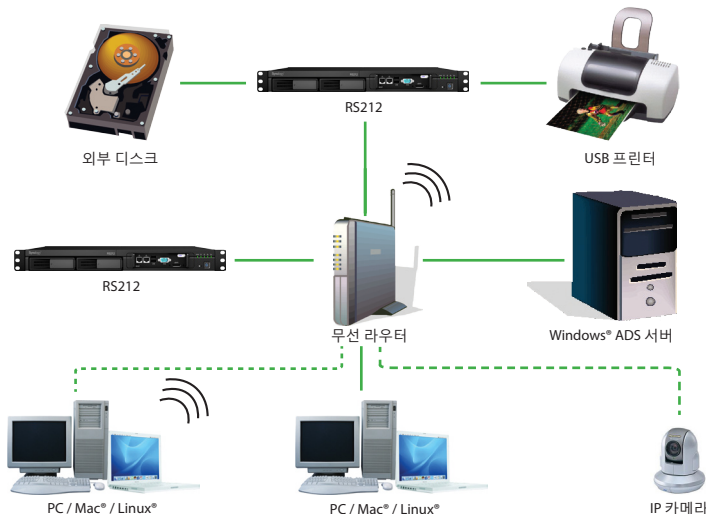 RS212
외부 디스크
USB 프린터
RS212
무선 라우터
Windows® ADS 서버
PC / Mac® / Linux®
PC / Mac® / Linux®
IP 카메라